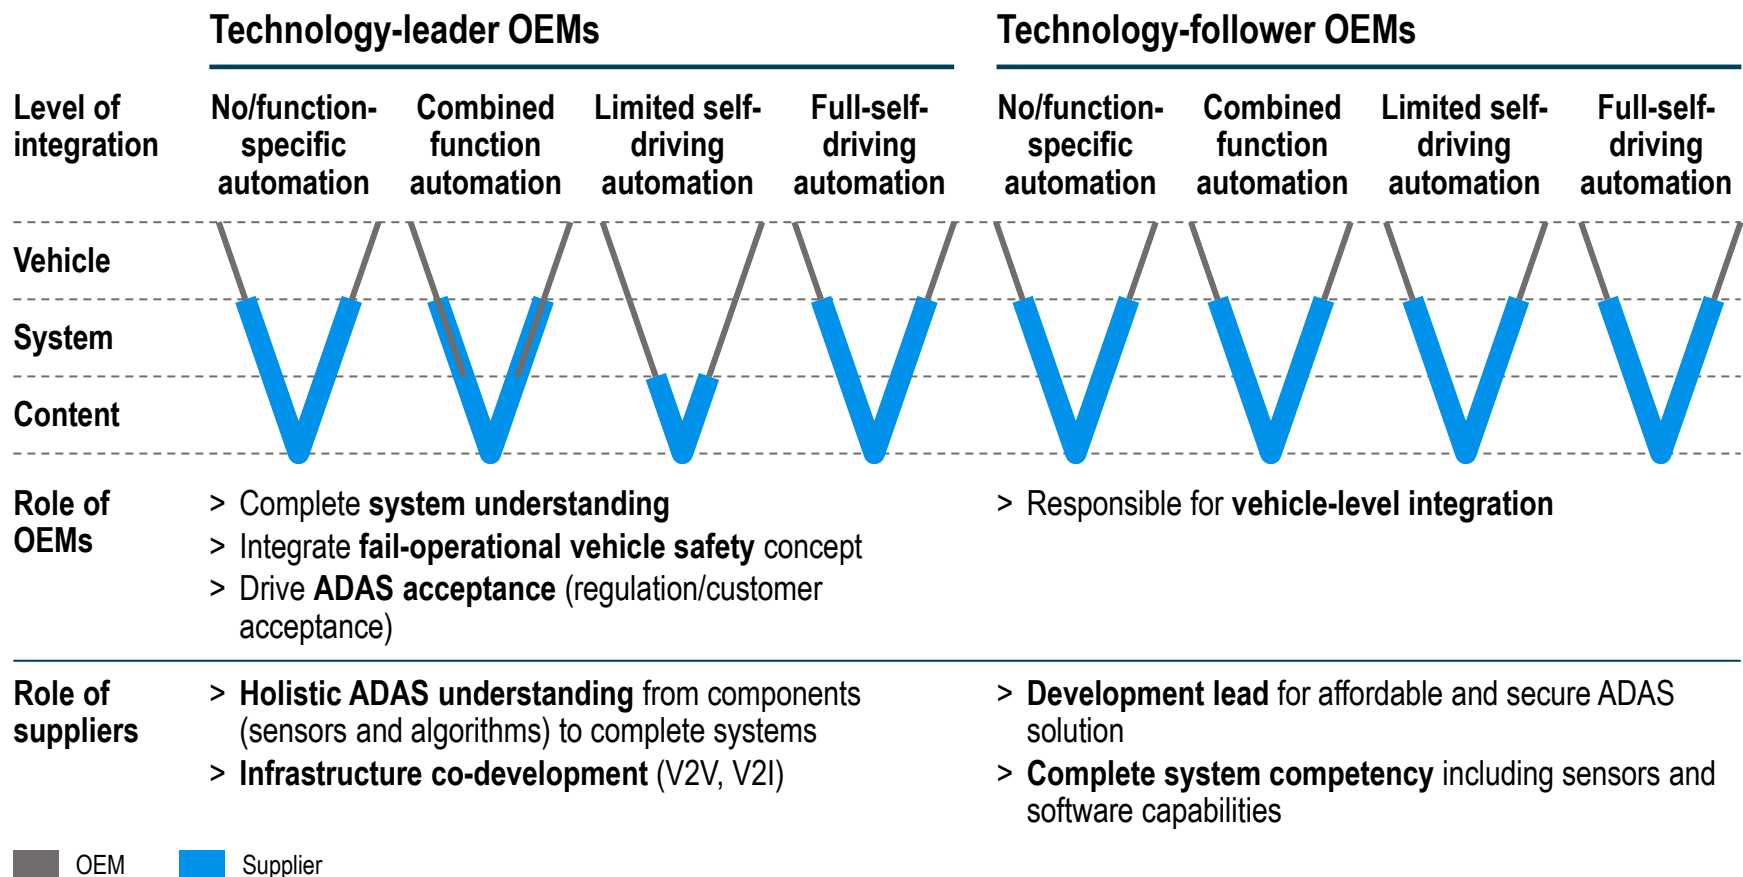 Technology-leader OEMs
Technology-follower OEMs
Level of
integration
No/function-
specific
automation
Combined
function
automation
Limited self-
driving
automation
Full-self-
driving
automation
No/function-
specific
automation
Combined
function
automation
Limited self-
driving
automation
Full-self-
driving
automation
Vehicle
System
Content
Role of
OEMs
> Complete system understanding
> Integrate fail-operational vehicle safety concept
> Drive ADAS acceptance (regulation/customer
acceptance)
> Responsible for vehicle-level integration
Role of
suppliers
> Holistic ADAS understanding from components
(sensors and algorithms) to complete systems
> Infrastructure co-development (V2V, V2I)
> Development lead for affordable and secure ADAS
solution
> Complete system competency including sensors and
software capabilities
OEM
Supplier